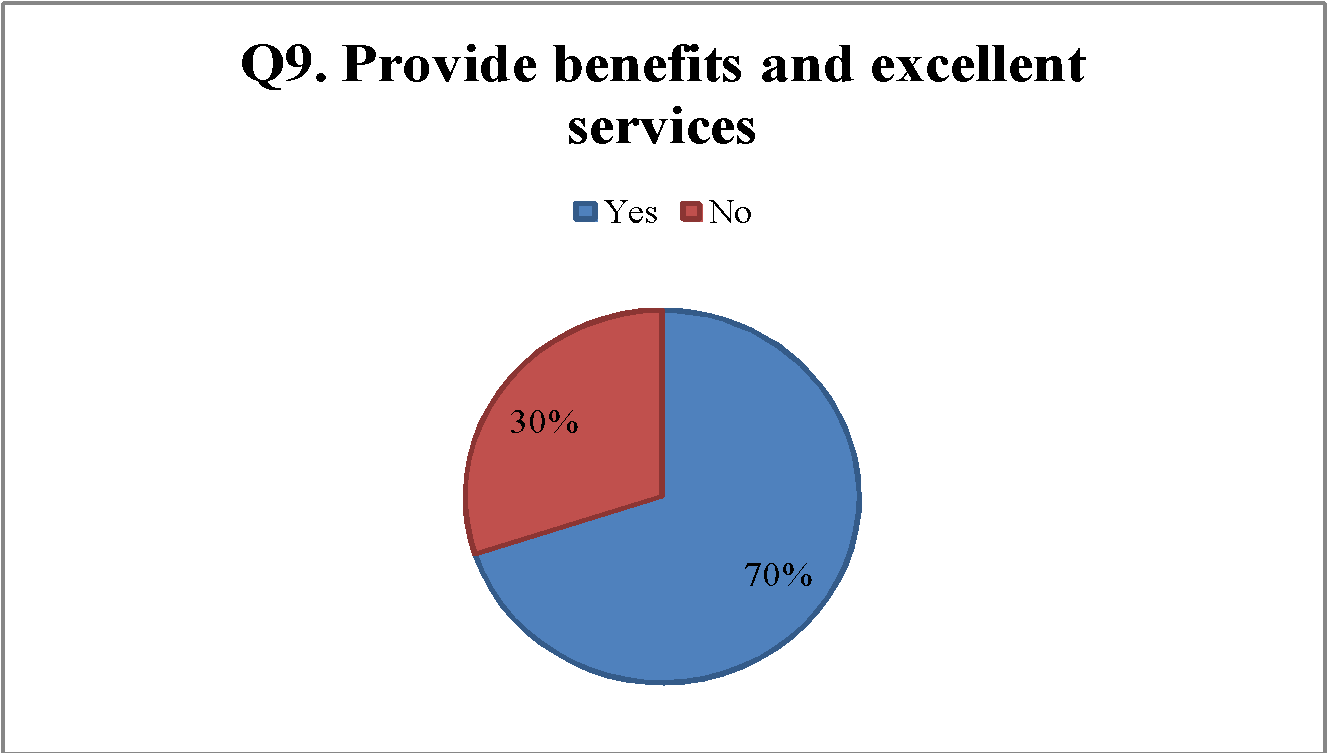 Q9. Provide benefits and excellent
services
Yes No
30%
70%